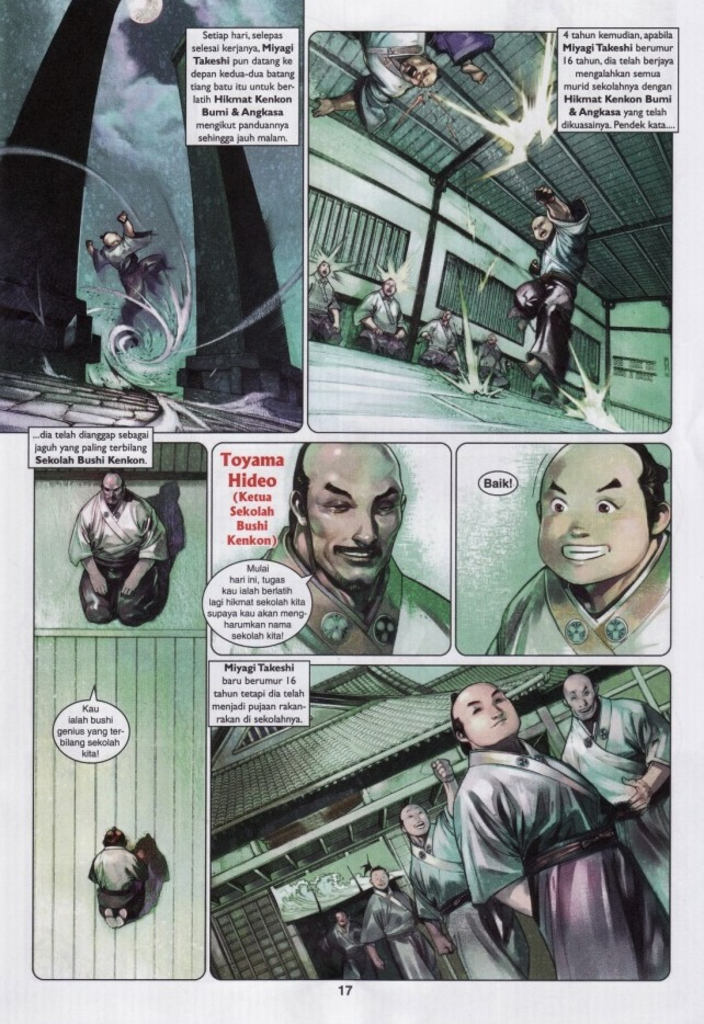 Setiap hari, selepas
selesai kerjanya, Miyagi
Takeshi pun datang ke
depan kedua-dua batang
tiang batu itu untuk ber-
latih Hikmat Kenkon
Bumi & Angkasa
mengikut panduannya
sehingga jauh malam.
4 tahun kemudian, apabila
Miyagi Takeshi berumur
16 tahun, dia telah berjaya
mengalahkan semua
murid sekolahnya dengan
Hikmat Kenkon Bumi
& Angkasa yang telah
dikuasainya. Pendek kata....
...dia telah dianggap sebagai
jaguh yang paling terbilang
Sekolah Bushi Kenkon.
Kau
ialah bushi
genius yang ter-
bilang sekolah
kita!
Toyama
Hideo
(Ketua
Sekolah
Bushi
Kenkon)
Mulai
hari ini, tugas
kau ialah berlatih
lagi hikmat sekolah kita
supaya kau akan meng-
harumkan nama
sekolah kita!
Baik!
Miyagi Takeshi
baru berumur 16
tahun tetapi dia telah
menjadi pujaan rakan-
rakan di sekolahnya.
17